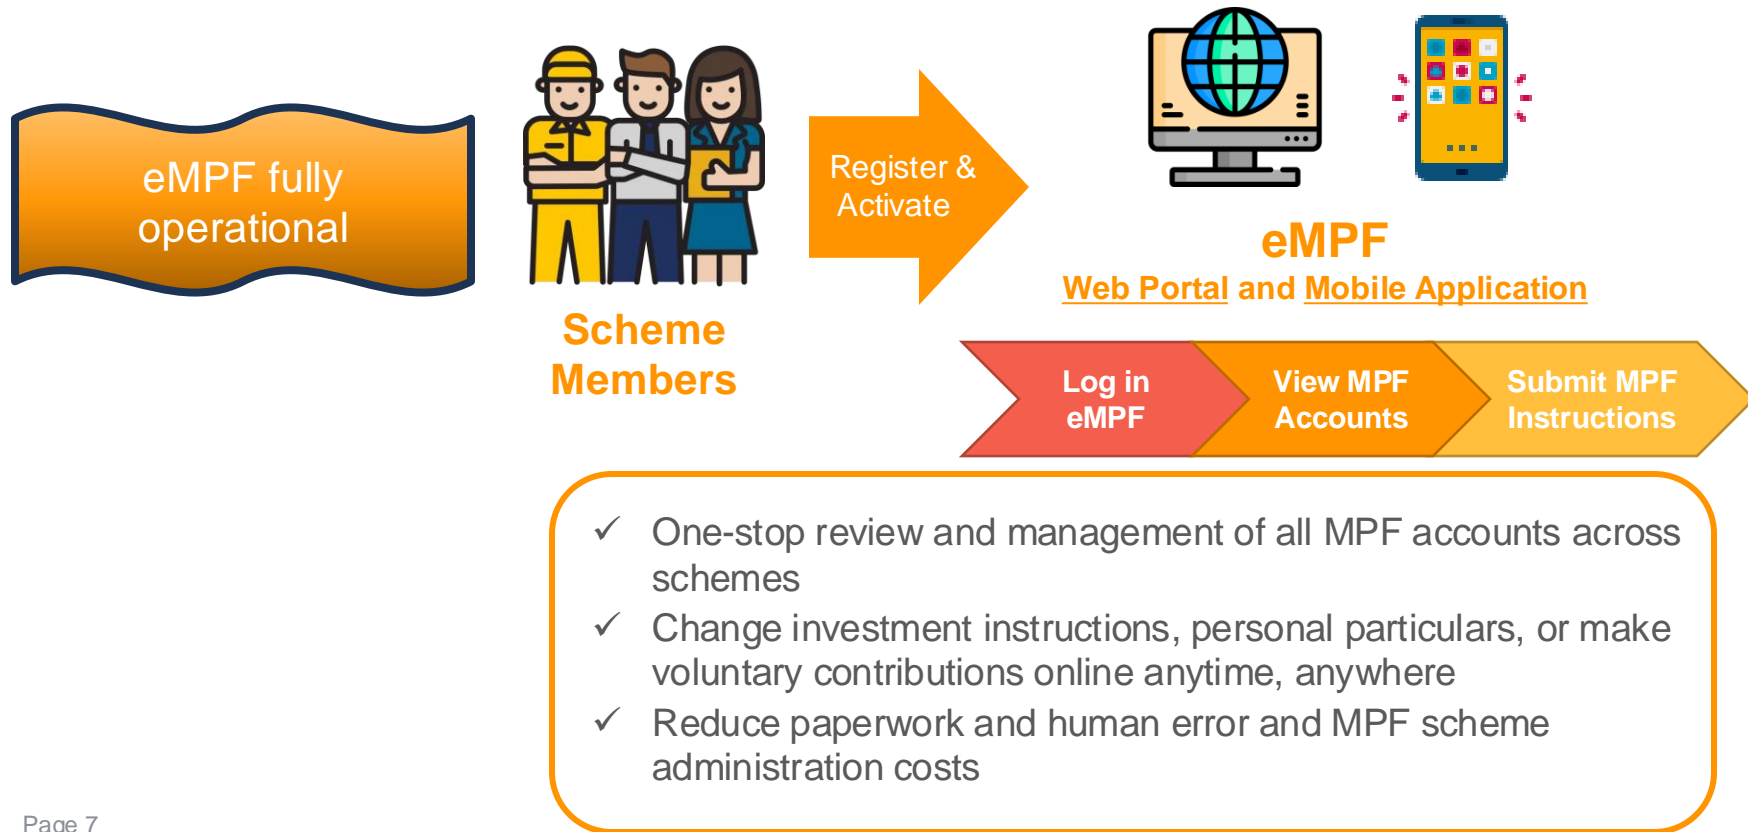 eMPF fully
operational
Scheme
Members
Register &
Activate
eMPF
Web Portal and Mobile Application
Log in
eMPF
View MPF
Accounts
Submit MPF
Instructions
✓ One-stop review and management of all MPF accounts across
schemes
✓ Change investment instructions, personal particulars, or make
voluntary contributions online anytime, anywhere
✓ Reduce paperwork and human error and MPF scheme
administration costs
Page 7